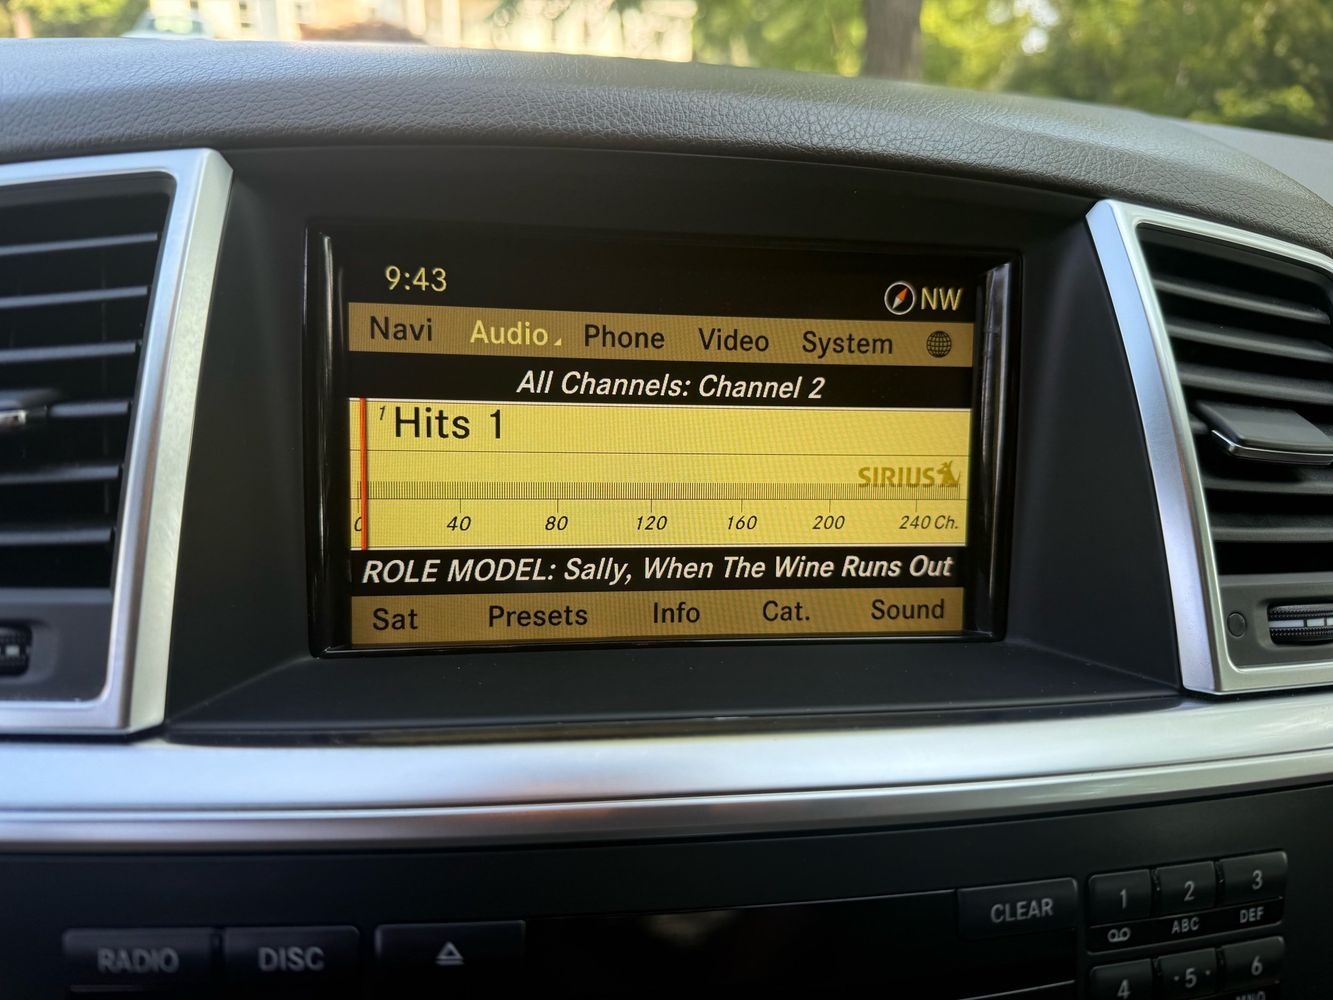 9:43 NW
Navi Audio Phone Video System
All Channels: Channel 2
1 Hits 1
SIRIUS
0 40 80 120 160 200 240 Ch.
ROLE MODEL: Sally, When The Wine Runs Out
Sat Presets Info Cat. Sound
CLEAR 1 2 3
ABC DEF
RADIO DISC 4 5 6